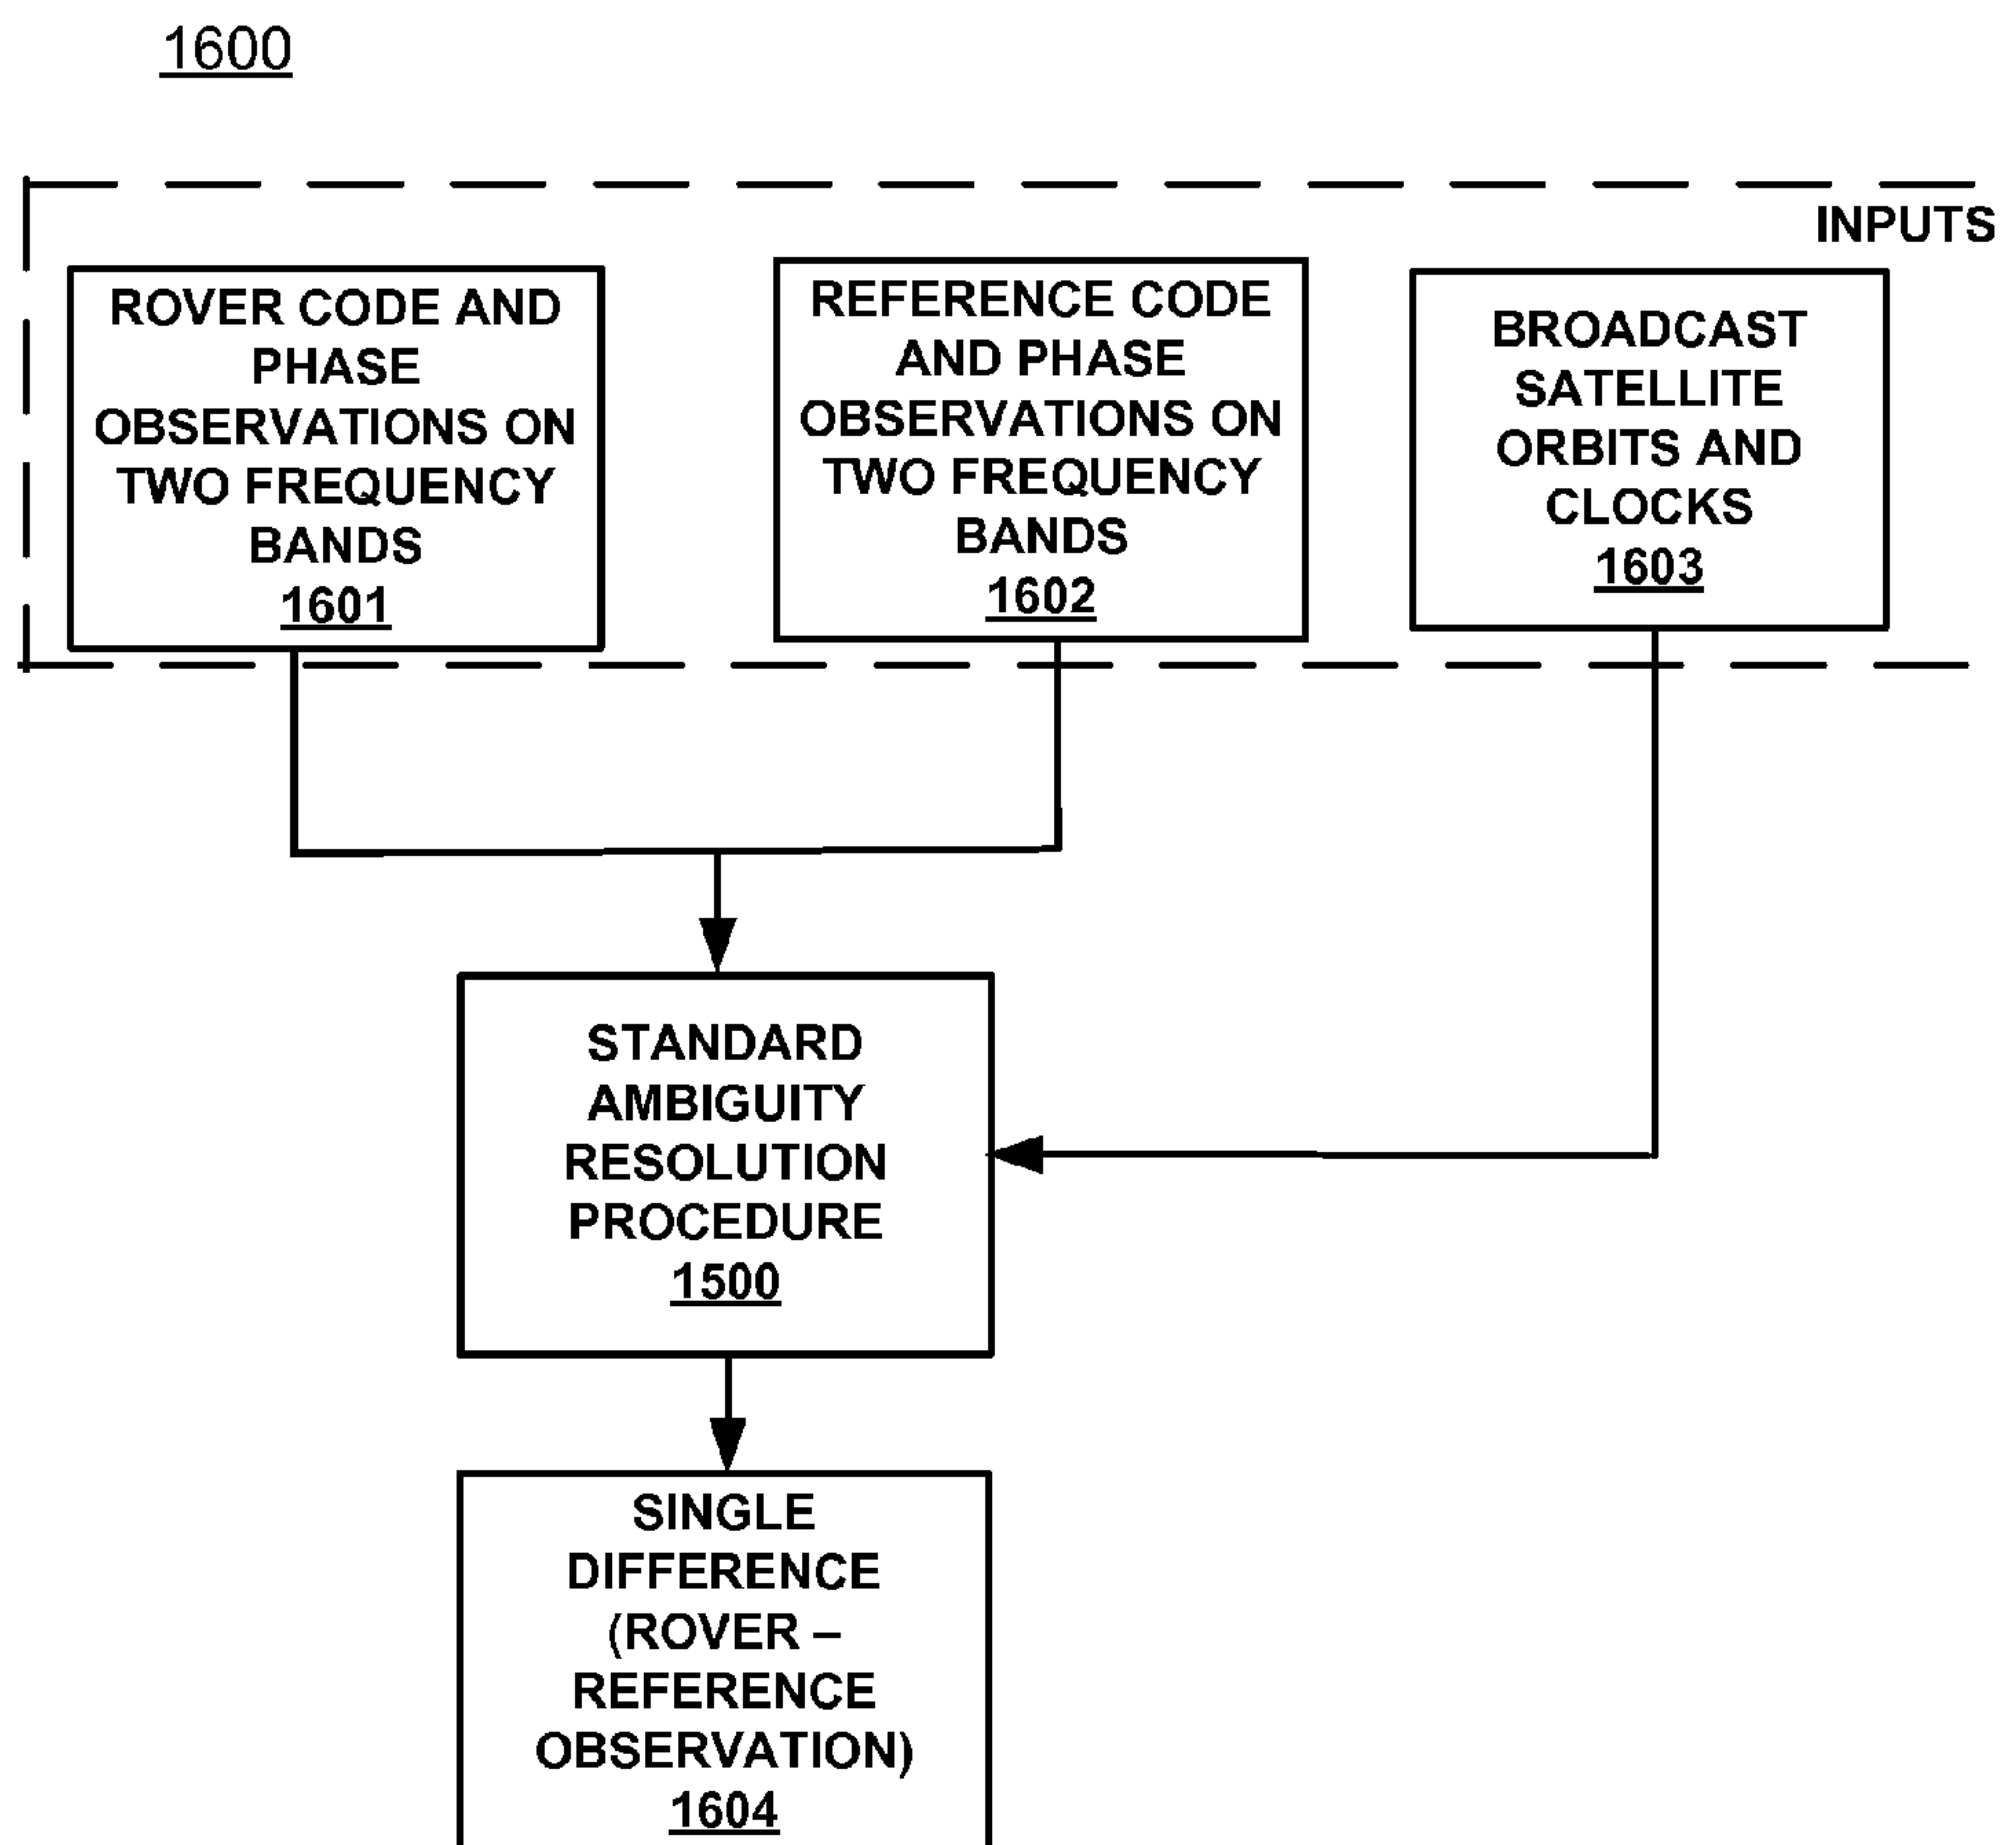 1600
INPUTS
ROVER CODE AND
PHASE
OBSERVATIONS ON
TWO FREQUENCY
BANDS
1601
REFERENCE CODE
AND PHASE
OBSERVATIONS ON
TWO FREQUENCY
BANDS
1602
BROADCAST
SATELLITE
ORBITS AND
CLOCKS
1603
STANDARD
AMBIGUITY
RESOLUTION
PROCEDURE
1500
SINGLE
DIFFERENCE
(ROVER –
REFERENCE
OBSERVATION)
1604